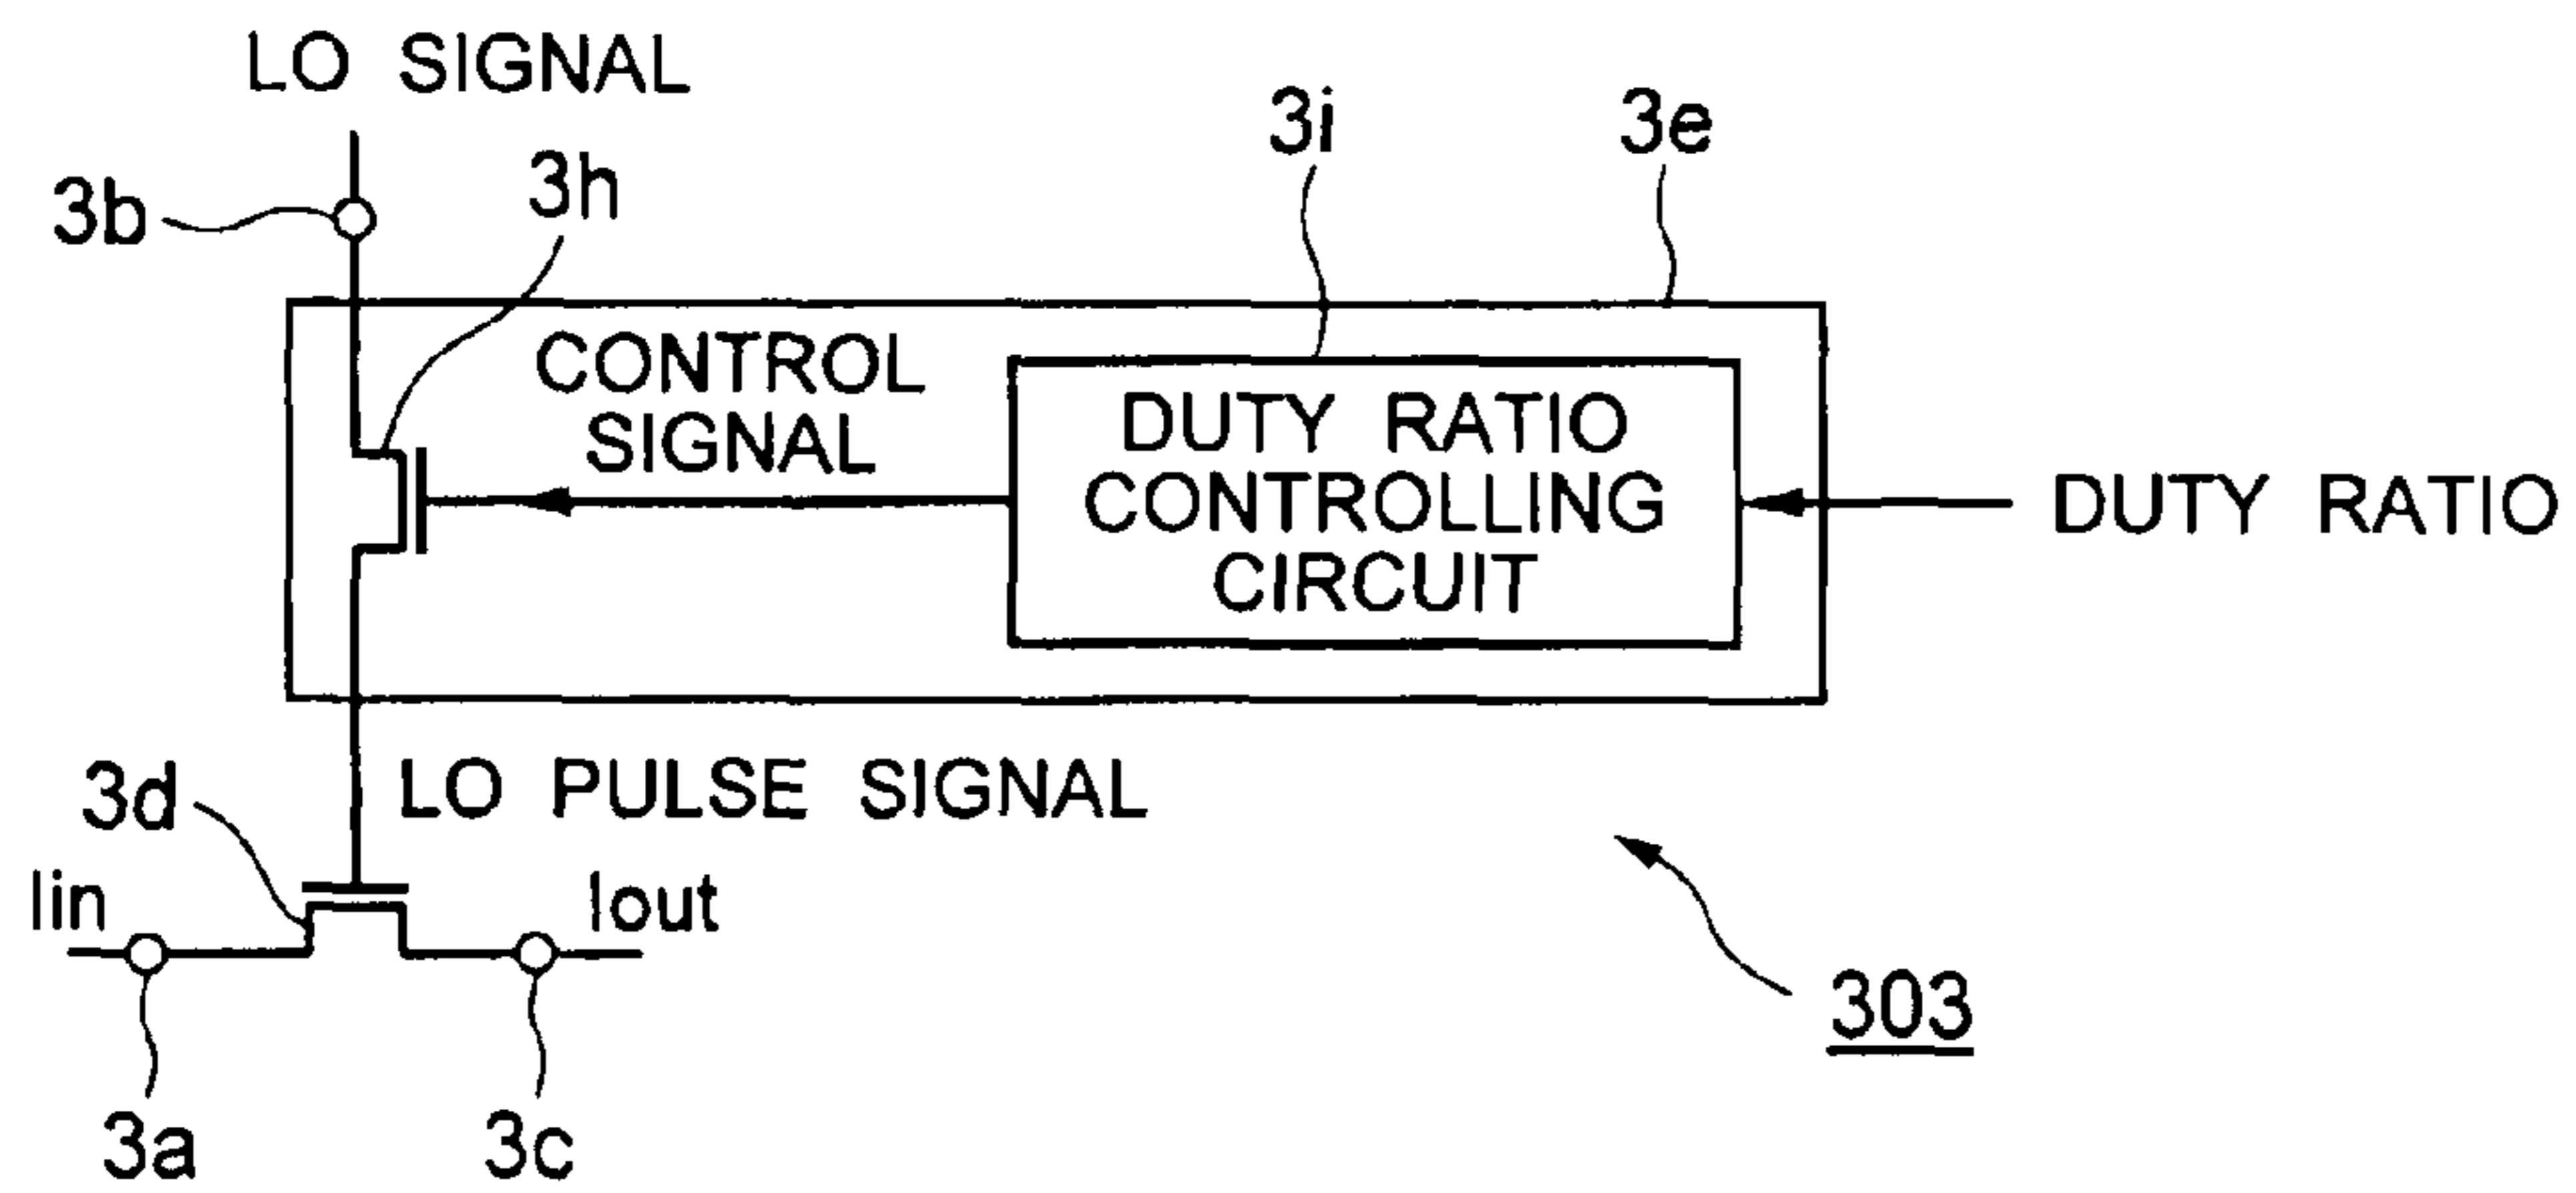 LO SIGNAL
3i
3e
3h
3b
CONTROL
SIGNAL
DUTY RATIO
CONTROLLING
CIRCUIT
DUTY RATIO
3d
LO PULSE SIGNAL
Iin
Iout
303
3a
3c